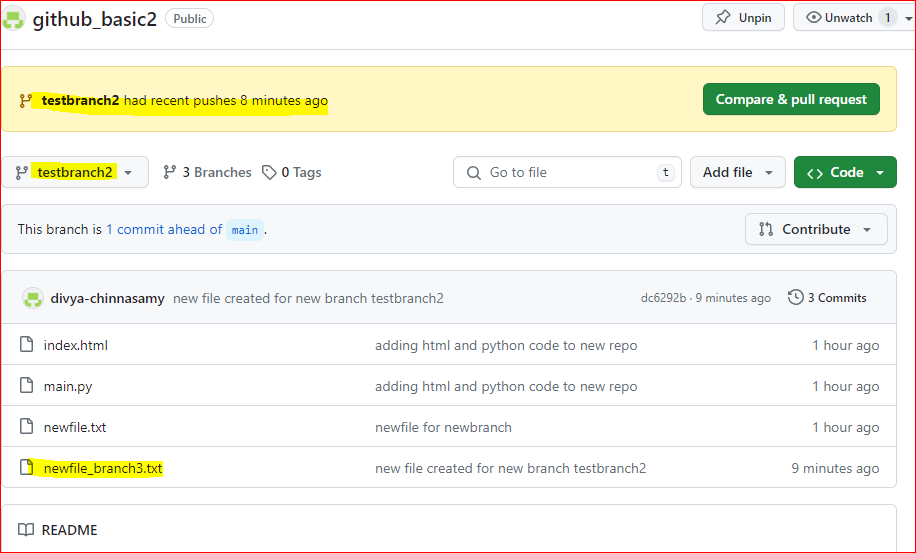 github_basic2 Public Unpin Unwatch 1
testbranch2 had recent pushes 8 minutes ago Compare & pull request
testbranch2 3 Branches 0 Tags Go to file t Add file <> Code
This branch is 1 commit ahead of main . Contribute
divya-chinnasamy new file created for new branch testbranch2 dc6292b · 9 minutes ago 3 Commits
index.html adding html and python code to new repo 1 hour ago
main.py adding html and python code to new repo 1 hour ago
newfile.txt newfile for newbranch 1 hour ago
newfile_branch3.txt new file created for new branch testbranch2 9 minutes ago
README